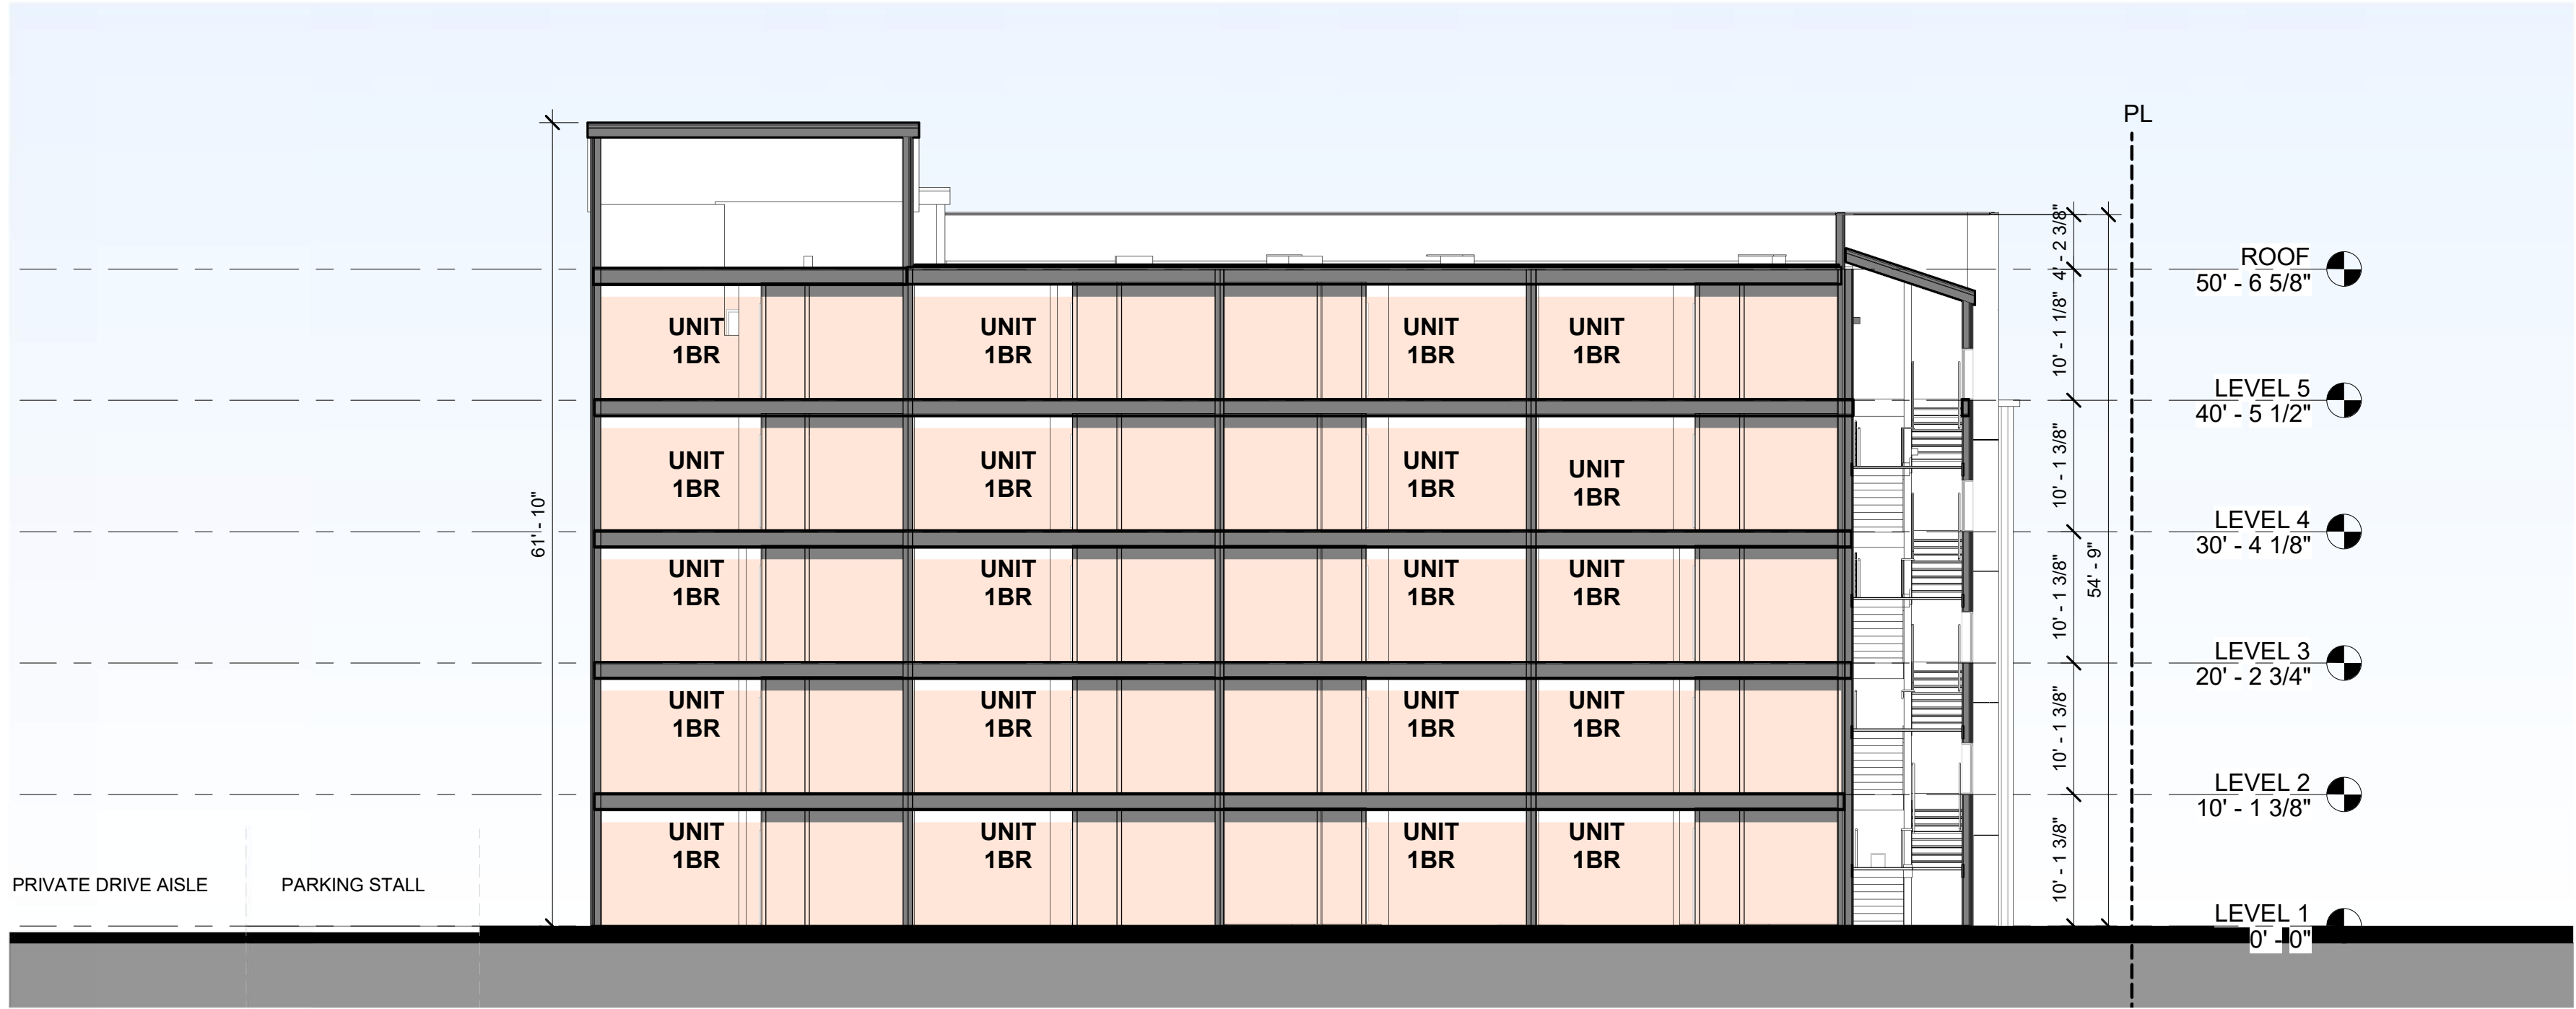 PL
ROOF
50' - 6 5/8"
LEVEL 5
40' - 5 1/2"
LEVEL 4
30' - 4 1/8"
LEVEL 3
20' - 2 3/4"
LEVEL 2
10' - 1 3/8"
LEVEL 1
0' - 0"
4' - 2 3/8"
10' - 1 1/8"
10' - 1 3/8"
10' - 1 3/8"
10' - 1 3/8"
10' - 1 3/8"
54' - 9"
61' - 10"
UNIT
1BR
UNIT
1BR
UNIT
1BR
UNIT
1BR
UNIT
1BR
UNIT
1BR
UNIT
1BR
UNIT
1BR
UNIT
1BR
UNIT
1BR
UNIT
1BR
UNIT
1BR
UNIT
1BR
UNIT
1BR
UNIT
1BR
UNIT
1BR
UNIT
1BR
UNIT
1BR
UNIT
1BR
UNIT
1BR
PRIVATE DRIVE AISLE
PARKING STALL